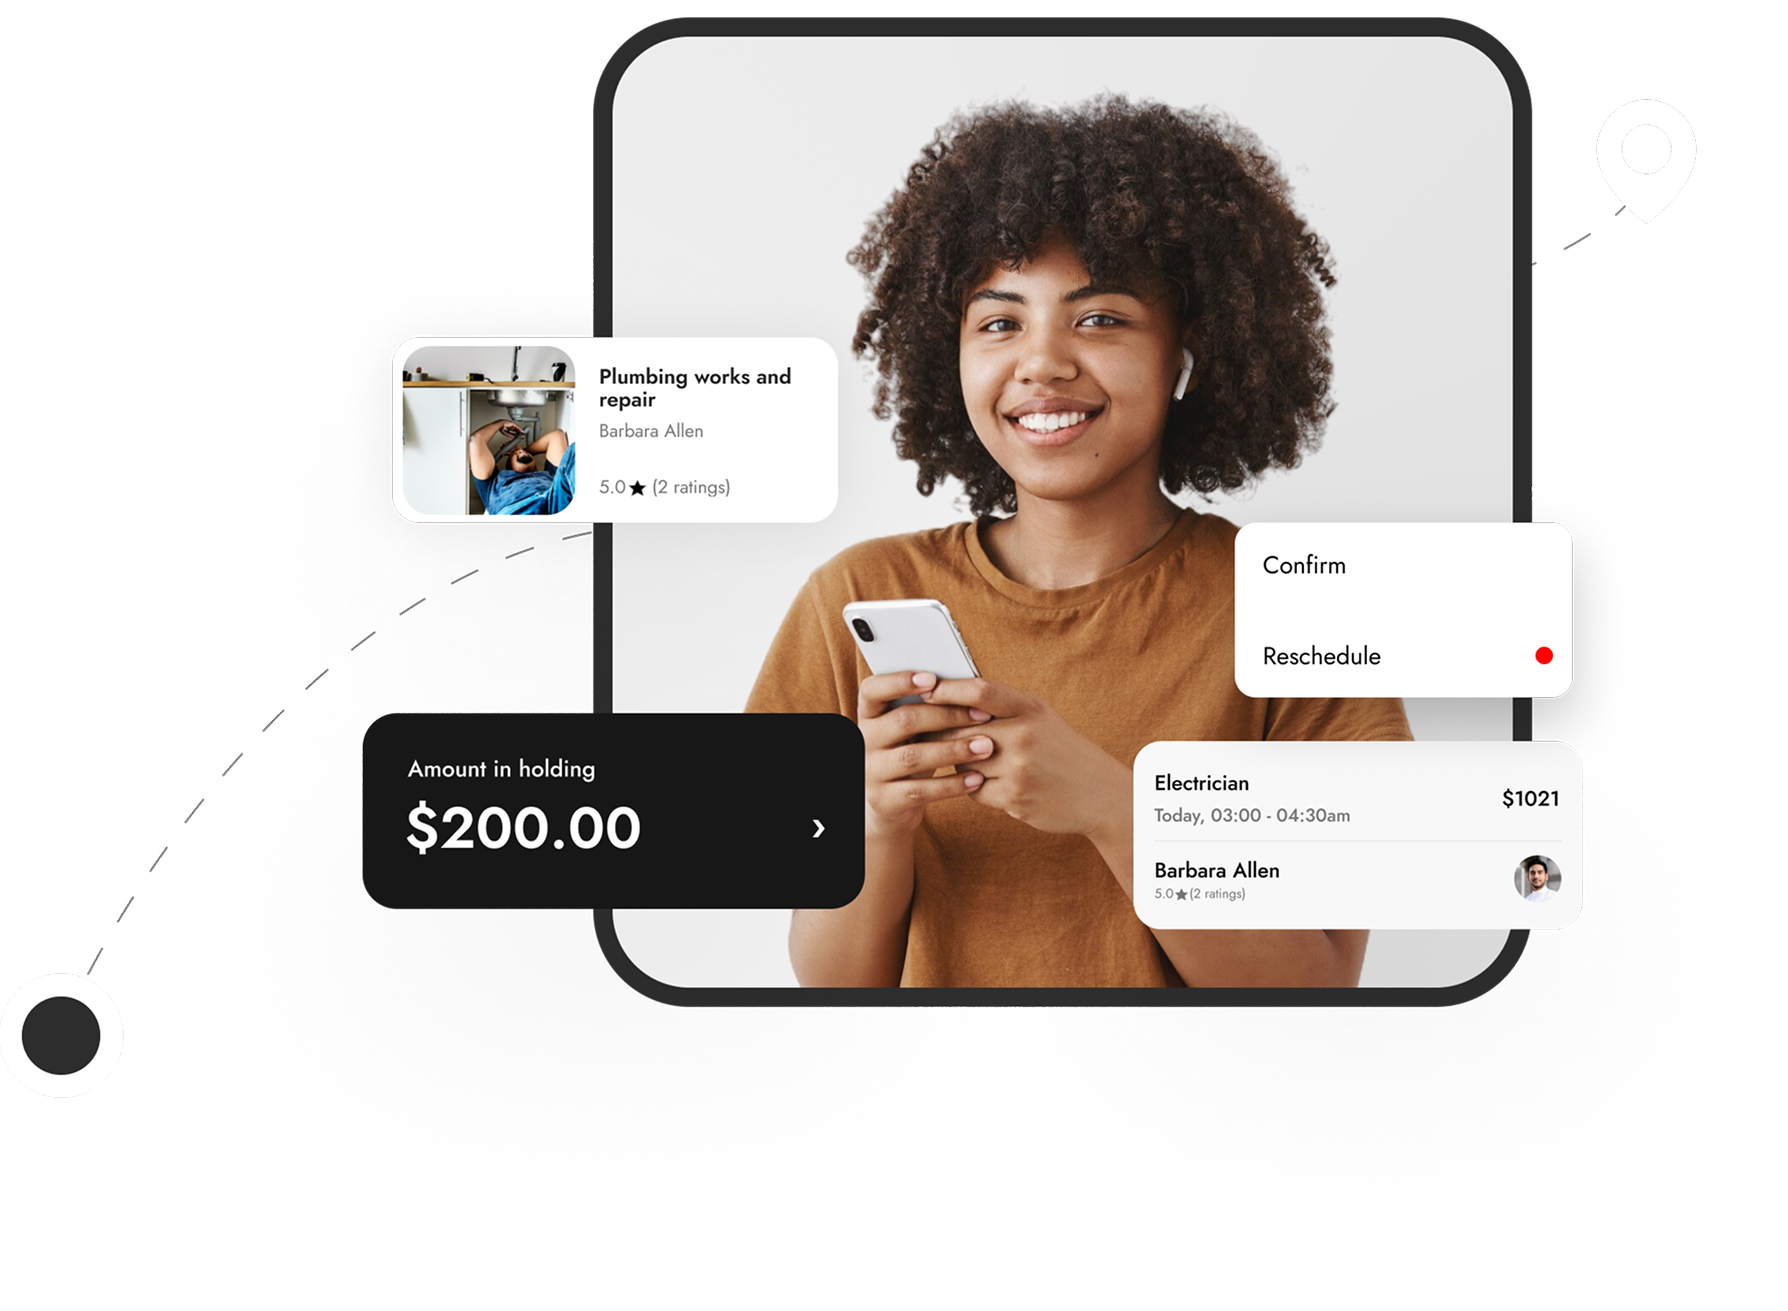 Plumbing works and
repair
Barbara Allen
5.0★ (2 ratings)
Confirm
Reschedule
Amount in holding
$200.00
Electrician
$1021
Today, 03:00 - 04:30am
Barbara Allen
5.0★(2 ratings)